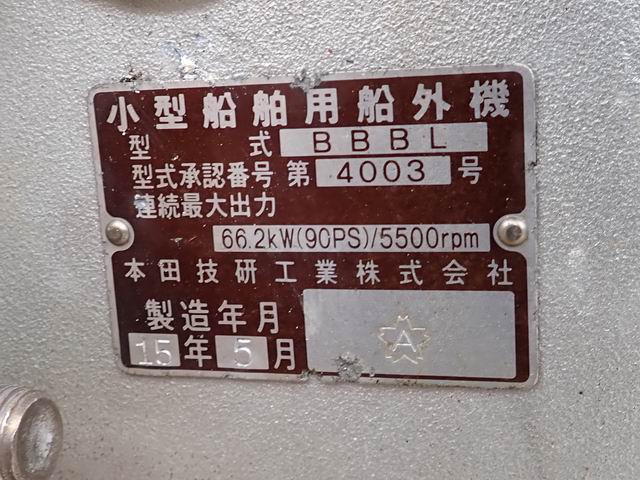 小型船舶用船外機
型式 BBBL
型式承認番号 第 4003 号
連続最大出力
66.2kW(90PS)/5500rpm
本田技研工業株式会社
製造年月
15年 5月
A